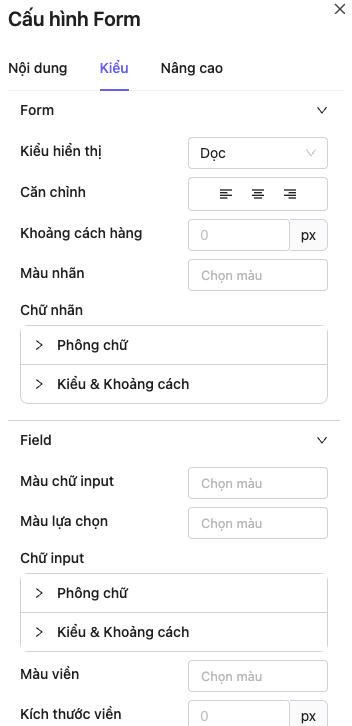 Cấu hình Form
Nội dung Kiểu Nâng cao
Form
Kiểu hiển thị Dọc
Căn chỉnh
Khoảng cách hàng 0 px
Màu nhãn Chọn màu
Chữ nhãn
Phông chữ
Kiểu & Khoảng cách
Field
Màu chữ input Chọn màu
Màu lựa chọn Chọn màu
Chữ input
Phông chữ
Kiểu & Khoảng cách
Màu viền Chọn màu
Kích thước viền 0 px